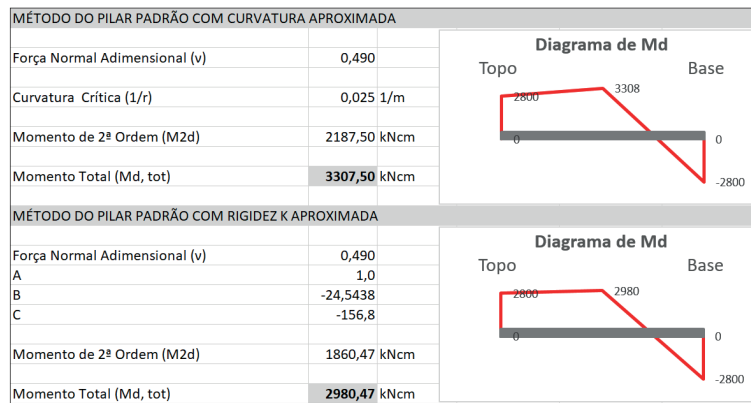 MÉTODO DO PILAR PADRÃO COM CURVATURA APROXIMADA
Força Normal Adimensional (ν) 0,490
Curvatura Crítica (1/r) 0,025 1/m
Momento de 2ª Ordem (M2d) 2187,50 kNcm
Momento Total (Md, tot) 3307,50 kNcm
Diagrama de Md
Topo Base
2800 3308
0 0
-2800
MÉTODO DO PILAR PADRÃO COM RIGIDEZ K APROXIMADA
Força Normal Adimensional (ν) 0,490
A 1,0
B -24,5438
C -156,8
Momento de 2ª Ordem (M2d) 1860,47 kNcm
Momento Total (Md, tot) 2980,47 kNcm
Diagrama de Md
Topo Base
2800 2980
0 0
-2800